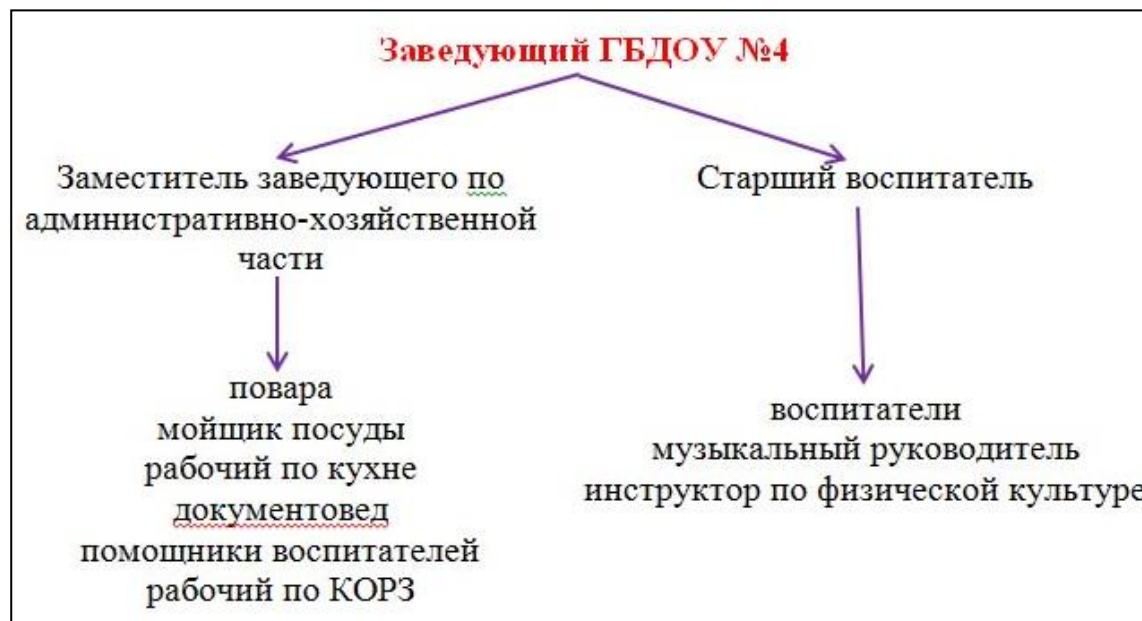 Заведующий ГБДОУ №4
Заместитель заведующего по
административно-хозяйственной
части
Старший воспитатель
повара
мойщик посуды
рабочий по кухне
документовед
помощники воспитателей
рабочий по КОРЗ
воспитатели
музыкальный руководитель
инструктор по физической культуре